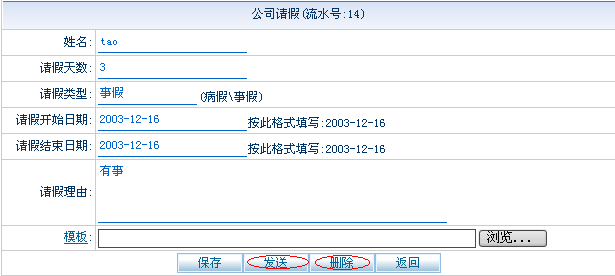 公司请假(流水号:14)
姓名: tao
请假天数: 3
请假类型: 事假 (病假\事假)
请假开始日期: 2003-12-16 按此格式填写:2003-12-16
请假结束日期: 2003-12-16 按此格式填写:2003-12-16
请假理由: 有事
模板: 浏览...
保存 发送 删除 返回